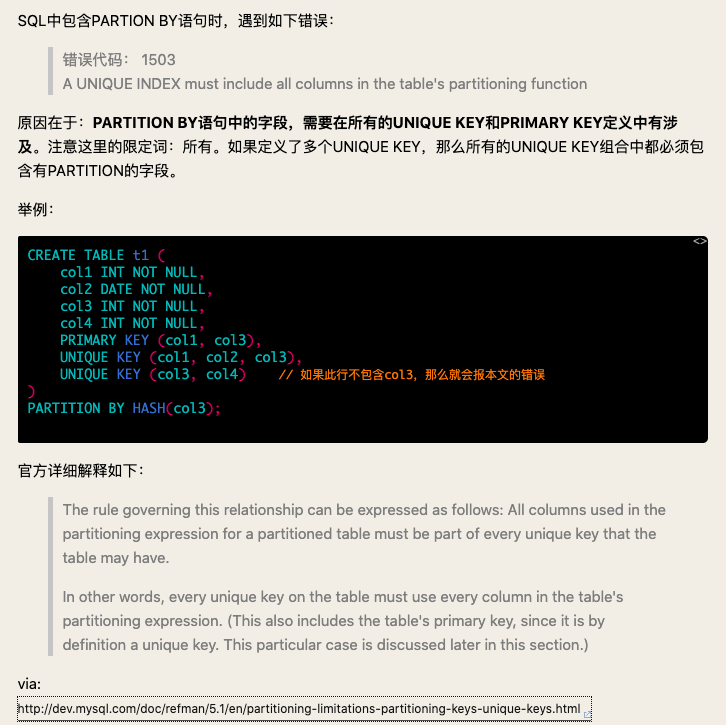 SQL中包含PARTION BY语句时，遇到如下错误：
错误代码： 1503
A UNIQUE INDEX must include all columns in the table's partitioning function
原因在于：PARTITION BY语句中的字段，需要在所有的UNIQUE KEY和PRIMARY KEY定义中有涉
及。注意这里的限定词：所有。如果定义了多个UNIQUE KEY，那么所有的UNIQUE KEY组合中都必须包
含有PARTITION的字段。
举例：
<>
CREATE TABLE t1 (
    col1 INT NOT NULL,
    col2 DATE NOT NULL,
    col3 INT NOT NULL,
    col4 INT NOT NULL,
    PRIMARY KEY (col1, col3),
    UNIQUE KEY (col1, col2, col3),
    UNIQUE KEY (col3, col4)    // 如果此行不包含col3，那么就会报本文的错误
)
PARTITION BY HASH(col3);
官方详细解释如下：
The rule governing this relationship can be expressed as follows: All columns used in the
partitioning expression for a partitioned table must be part of every unique key that the
table may have.
In other words, every unique key on the table must use every column in the table's
partitioning expression. (This also includes the table's primary key, since it is by
definition a unique key. This particular case is discussed later in this section.)
via:
http://dev.mysql.com/doc/refman/5.1/en/partitioning-limitations-partitioning-keys-unique-keys.html